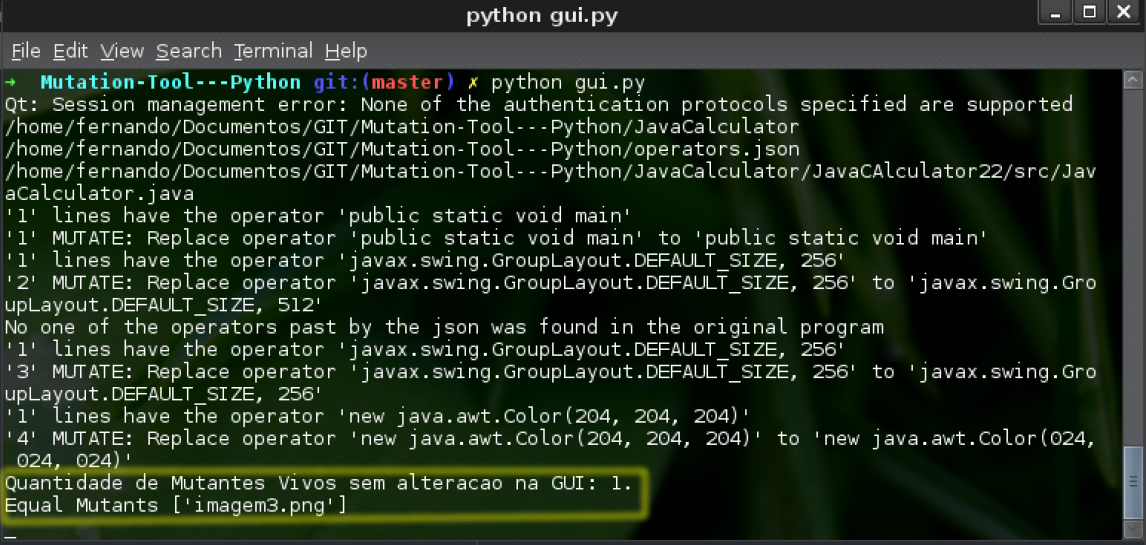 python gui.py
File Edit View Search Terminal Help
→ Mutation-Tool---Python git:(master) ✗ python gui.py
Qt: Session management error: None of the authentication protocols specified are supported
/home/fernando/Documentos/GIT/Mutation-Tool---Python/JavaCalculator
/home/fernando/Documentos/GIT/Mutation-Tool---Python/operators.json
/home/fernando/Documentos/GIT/Mutation-Tool---Python/JavaCalculator/JavaCAlculator22/src/Jav
aCalculator.java
'1' lines have the operator 'public static void main'
'1' MUTATE: Replace operator 'public static void main' to 'public static void main'
'1' lines have the operator 'javax.swing.GroupLayout.DEFAULT_SIZE, 256'
'2' MUTATE: Replace operator 'javax.swing.GroupLayout.DEFAULT_SIZE, 256' to 'javax.swing.Gro
upLayout.DEFAULT_SIZE, 512'
No one of the operators past by the json was found in the original program
'1' lines have the operator 'javax.swing.GroupLayout.DEFAULT_SIZE, 256'
'3' MUTATE: Replace operator 'javax.swing.GroupLayout.DEFAULT_SIZE, 256' to 'javax.swing.Gro
upLayout.DEFAULT_SIZE, 256'
'1' lines have the operator 'new java.awt.Color(204, 204, 204)'
'4' MUTATE: Replace operator 'new java.awt.Color(204, 204, 204)' to 'new java.awt.Color(024,
 024, 024)'
Quantidade de Mutantes Vivos sem alteracao na GUI: 1.
Equal Mutants ['imagem3.png']